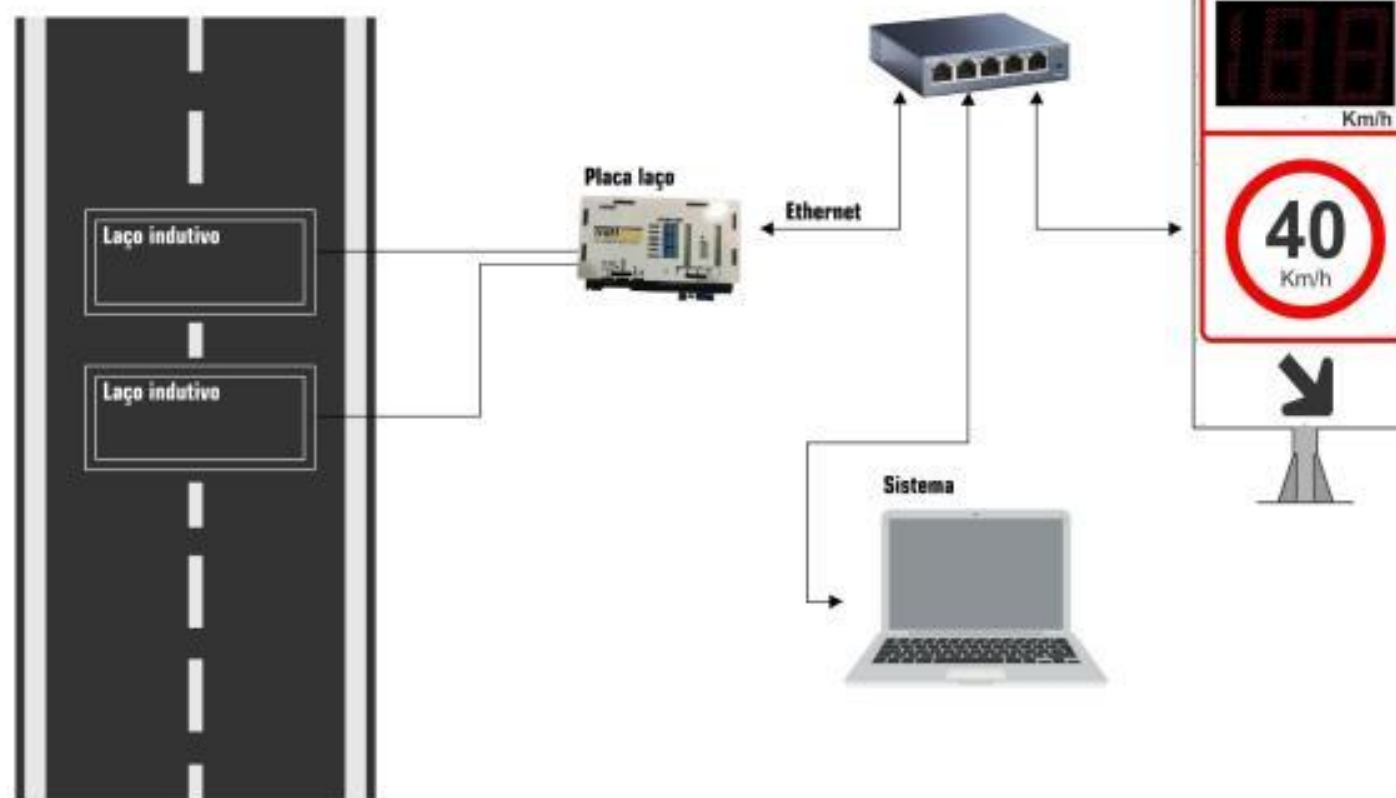 Km/h
Placa laço
Laço indutivo
Ethernet
40
Km/h
Laço indutivo
Sistema